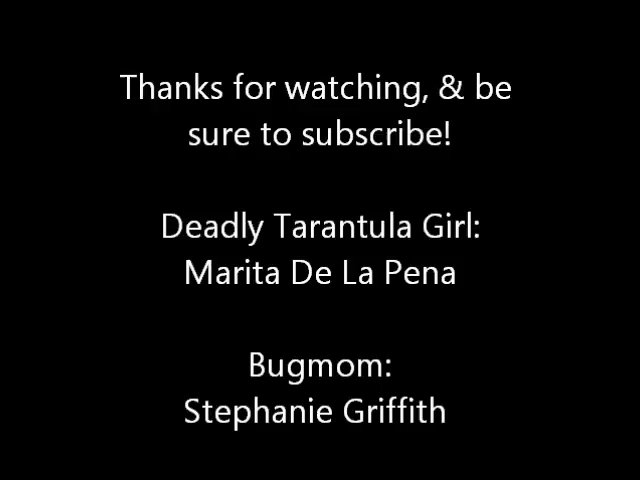 Thanks for watching, & be
sure to subscribe!
Deadly Tarantula Girl:
Marita De La Pena
Bugmom:
Stephanie Griffith